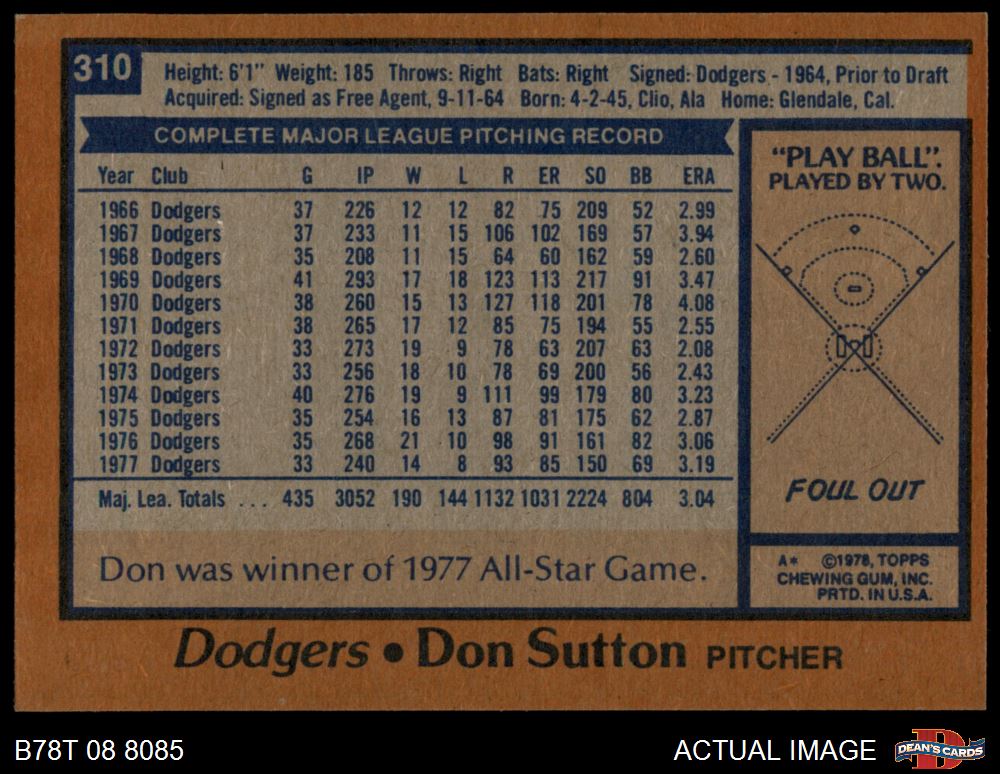 310
Height: 6'1" Weight: 185 Throws: Right Bats: Right Signed: Dodgers - 1964, Prior to Draft
Acquired: Signed as Free Agent, 9-11-64 Born: 4-2-45, Clio, Ala Home: Glendale, Cal.
COMPLETE MAJOR LEAGUE PITCHING RECORD
Year Club G IP W L R ER SO BB ERA
1966 Dodgers 37 226 12 12 82 75 209 52 2.99
1967 Dodgers 37 233 11 15 106 102 169 57 3.94
1968 Dodgers 35 208 11 15 64 60 162 59 2.60
1969 Dodgers 41 293 17 18 123 113 217 91 3.47
1970 Dodgers 38 260 15 13 127 118 201 78 4.08
1971 Dodgers 38 265 17 12 85 75 194 55 2.55
1972 Dodgers 33 273 19 9 78 63 207 63 2.08
1973 Dodgers 33 256 18 10 78 69 200 56 2.43
1974 Dodgers 40 276 19 9 111 99 179 80 3.23
1975 Dodgers 35 254 16 13 87 81 175 62 2.87
1976 Dodgers 35 268 21 10 98 91 161 82 3.06
1977 Dodgers 33 240 14 8 93 85 150 69 3.19
Maj. Lea. Totals ... 435 3052 190 144 1132 1031 2224 804 3.04
Don was winner of 1977 All-Star Game.
"PLAY BALL".
PLAYED BY TWO.
FOUL OUT
A* ©1978, TOPPS
CHEWING GUM, INC.
PRTD. IN U.S.A.
Dodgers • Don Sutton PITCHER
B78T 08 8085
ACTUAL IMAGE
D
DEAN'S CARDS